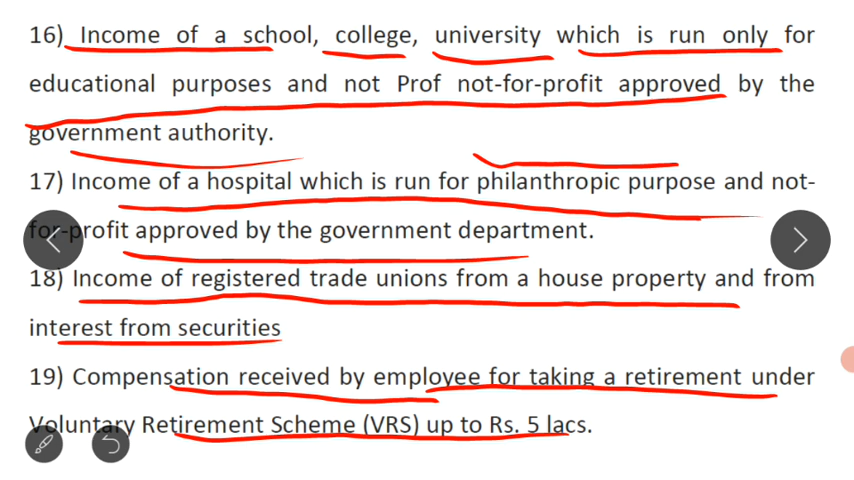 16) Income of a school, college, university which is run only for
educational purposes and not Prof not-for-profit approved by the
government authority.
17) Income of a hospital which is run for philanthropic purpose and not-
for-profit approved by the government department.
18) Income of registered trade unions from a house property and from
interest from securities
19) Compensation received by employee for taking a retirement under
Voluntary Retirement Scheme (VRS) up to Rs. 5 lacs.